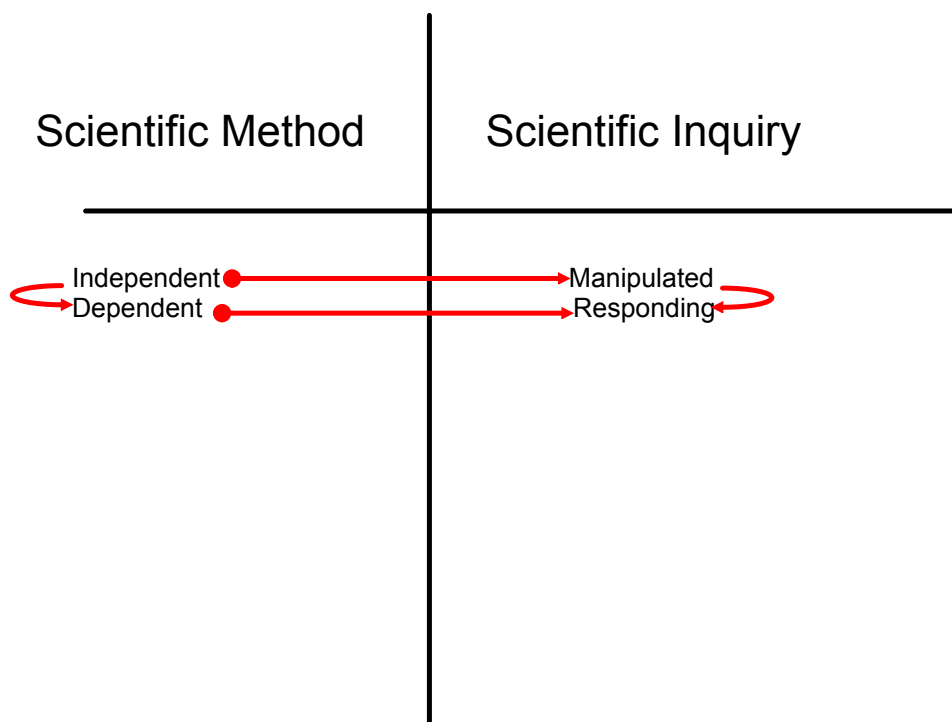 Scientific Method
Scientific Inquiry
Independent
Dependent
Manipulated
Responding